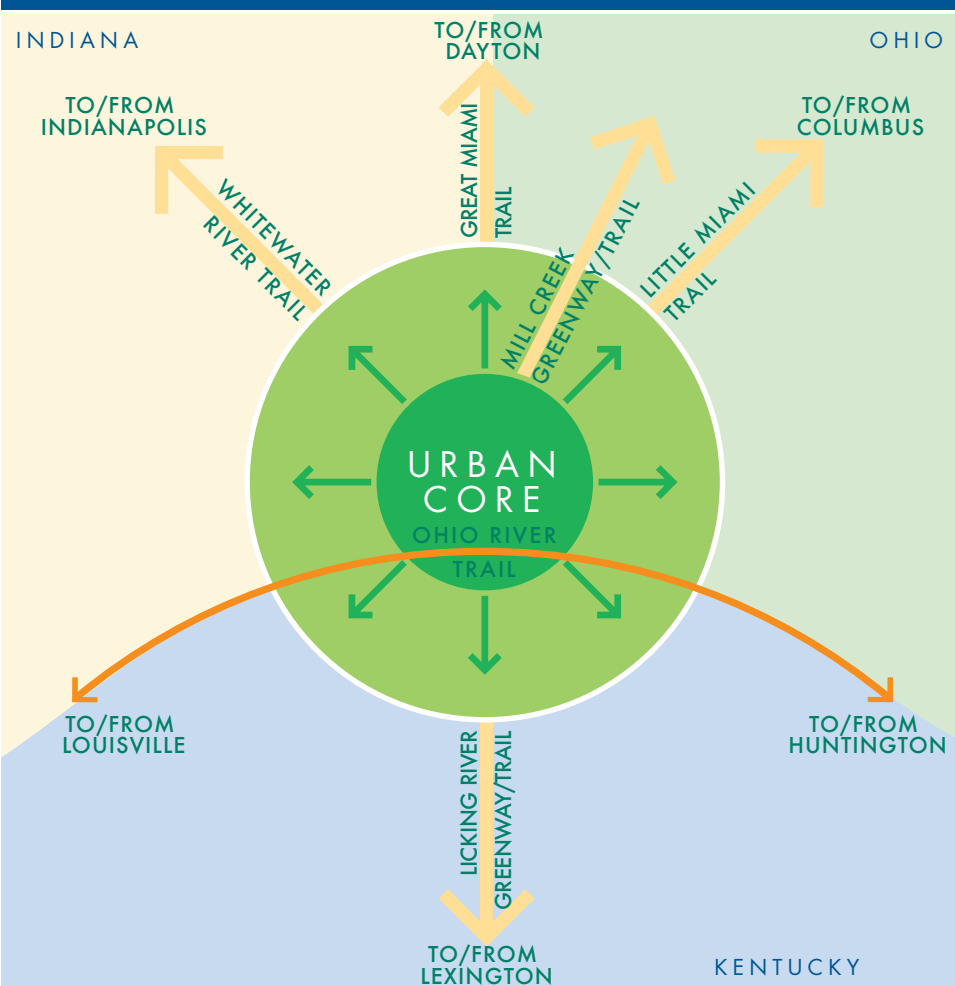 INDIANA
TO/FROM
DAYTON
OHIO
TO/FROM
INDIANAPOLIS
TO/FROM
COLUMBUS
WHITEWATER
RIVER TRAIL
GREAT MIAMI
TRAIL
MILL CREEK
GREENWAY/TRAIL
LITTLE MIAMI
TRAIL
URBAN
CORE
OHIO RIVER
TRAIL
TO/FROM
LOUISVILLE
TO/FROM
HUNTINGTON
LICKING RIVER
GREENWAY/TRAIL
TO/FROM
LEXINGTON
KENTUCKY